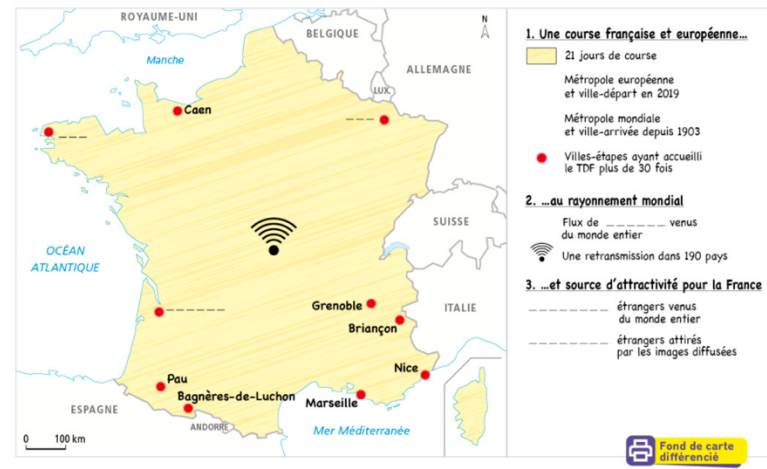 ROYAUME-UNI
BELGIQUE
N
Manche
ALLEMAGNE
LUX.
Caen
_ _ _ _
_ _ _ _
SUISSE
OCÉAN
ATLANTIQUE
Grenoble
Briançon
ITALIE
_ _ _ _ _ _ _ _
Nice
Pau
Bagnères-de-Luchon
Marseille
ESPAGNE
ANDORRE
Mer Méditerranée
0 100 km
1. Une course française et européenne...
21 jours de course
Métropole européenne
et ville-départ en 2019
Métropole mondiale
et ville-arrivée depuis 1903
Villes-étapes ayant accueilli
le TDF plus de 30 fois
2. ...au rayonnement mondial
Flux de _ _ _ _ _ _ _ venus
du monde entier
Une retransmission dans 190 pays
3. ...et source d'attractivité pour la France
_ _ _ _ _ _ _ _ étrangers venus
du monde entier
_ _ _ _ _ _ _ _ étrangers attirés
par les images diffusées
Fond de carte
différencié